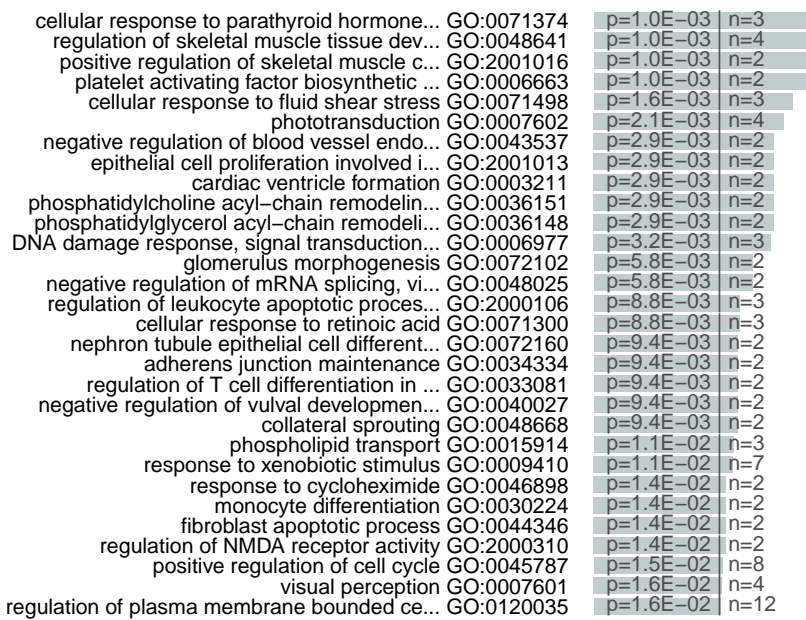 cellular response to parathyroid hormone... GO:0071374 p=1.0E−03 n=3
regulation of skeletal muscle tissue dev... GO:0048641 p=1.0E−03 n=4
positive regulation of skeletal muscle c... GO:2001016 p=1.0E−03 n=2
platelet activating factor biosynthetic ... GO:0006663 p=1.0E−03 n=2
cellular response to fluid shear stress GO:0071498 p=1.6E−03 n=3
phototransduction GO:0007602 p=2.1E−03 n=4
negative regulation of blood vessel endo... GO:0043537 p=2.9E−03 n=2
epithelial cell proliferation involved i... GO:2001013 p=2.9E−03 n=2
cardiac ventricle formation GO:0003211 p=2.9E−03 n=2
phosphatidylcholine acyl−chain remodelin... GO:0036151 p=2.9E−03 n=2
phosphatidylglycerol acyl−chain remodeli... GO:0036148 p=2.9E−03 n=2
DNA damage response, signal transduction... GO:0006977 p=3.2E−03 n=3
glomerulus morphogenesis GO:0072102 p=5.8E−03 n=2
negative regulation of mRNA splicing, vi... GO:0048025 p=5.8E−03 n=2
regulation of leukocyte apoptotic proces... GO:2000106 p=8.8E−03 n=3
cellular response to retinoic acid GO:0071300 p=8.8E−03 n=3
nephron tubule epithelial cell different... GO:0072160 p=9.4E−03 n=2
adherens junction maintenance GO:0034334 p=9.4E−03 n=2
regulation of T cell differentiation in ... GO:0033081 p=9.4E−03 n=2
negative regulation of vulval developmen... GO:0040027 p=9.4E−03 n=2
collateral sprouting GO:0048668 p=9.4E−03 n=2
phospholipid transport GO:0015914 p=1.1E−02 n=3
response to xenobiotic stimulus GO:0009410 p=1.1E−02 n=7
response to cycloheximide GO:0046898 p=1.4E−02 n=2
monocyte differentiation GO:0030224 p=1.4E−02 n=2
fibroblast apoptotic process GO:0044346 p=1.4E−02 n=2
regulation of NMDA receptor activity GO:2000310 p=1.4E−02 n=2
positive regulation of cell cycle GO:0045787 p=1.5E−02 n=8
visual perception GO:0007601 p=1.6E−02 n=4
regulation of plasma membrane bounded ce... GO:0120035 p=1.6E−02 n=12